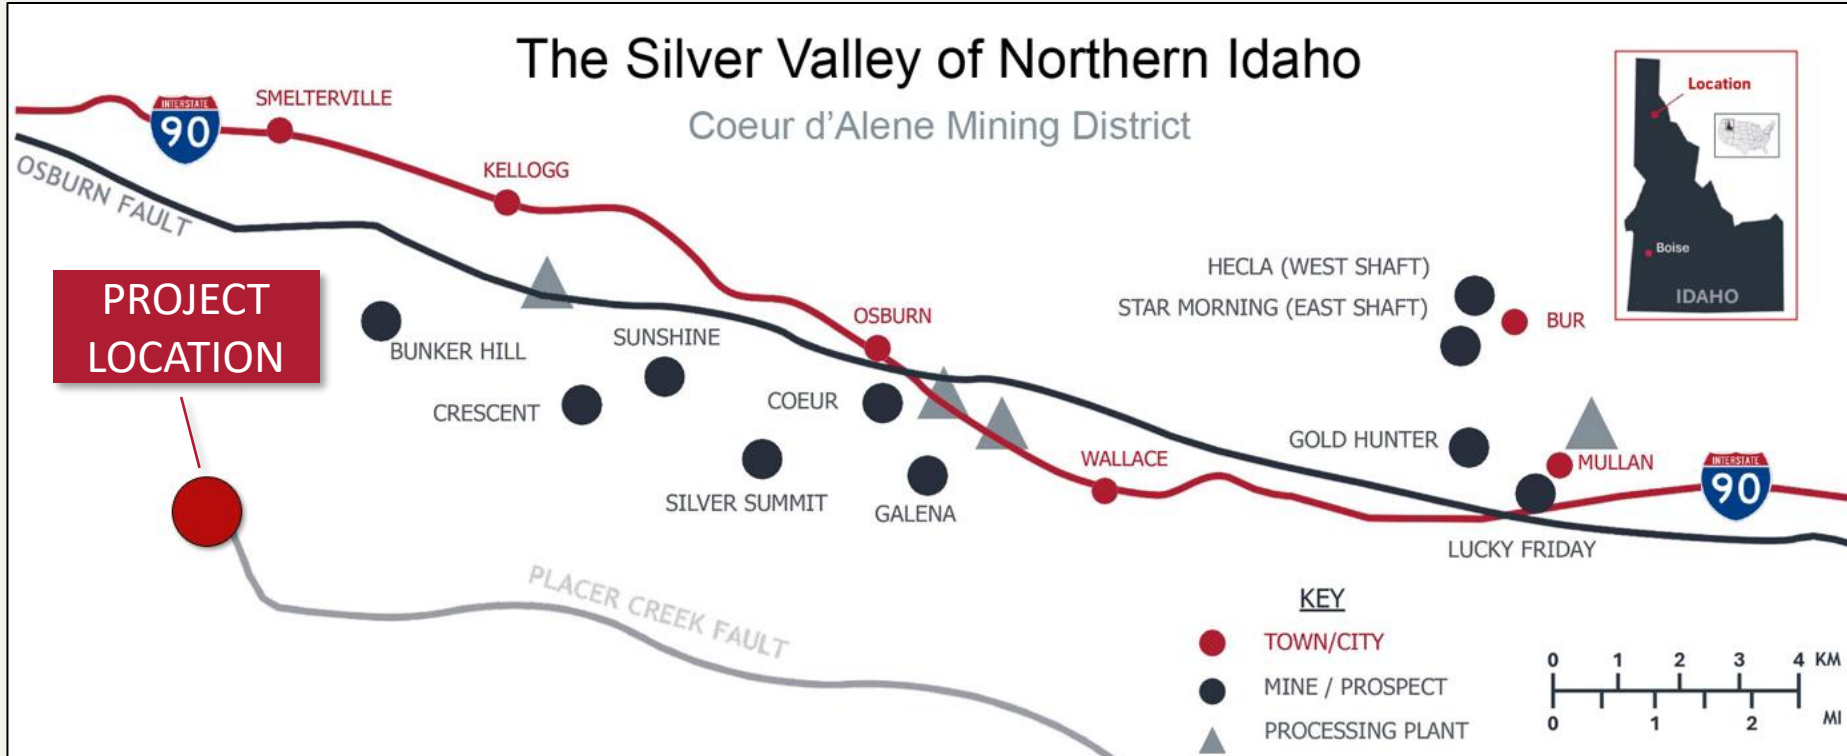 The Silver Valley of Northern Idaho
Coeur d’Alene Mining District
INTERSTATE
90
SMELTERVILLE
KELLOGG
OSBURN FAULT
PROJECT
LOCATION
BUNKER HILL
SUNSHINE
CRESCENT
OSBURN
COEUR
SILVER SUMMIT
GALENA
WALLACE
HECLA (WEST SHAFT)
STAR MORNING (EAST SHAFT)
BUR
GOLD HUNTER
MULLAN
INTERSTATE
90
LUCKY FRIDAY
PLACER CREEK FAULT
Location
Boise
IDAHO
KEY
TOWN/CITY
MINE / PROSPECT
PROCESSING PLANT
0 1 2 3 4 KM
0 1 2 MI